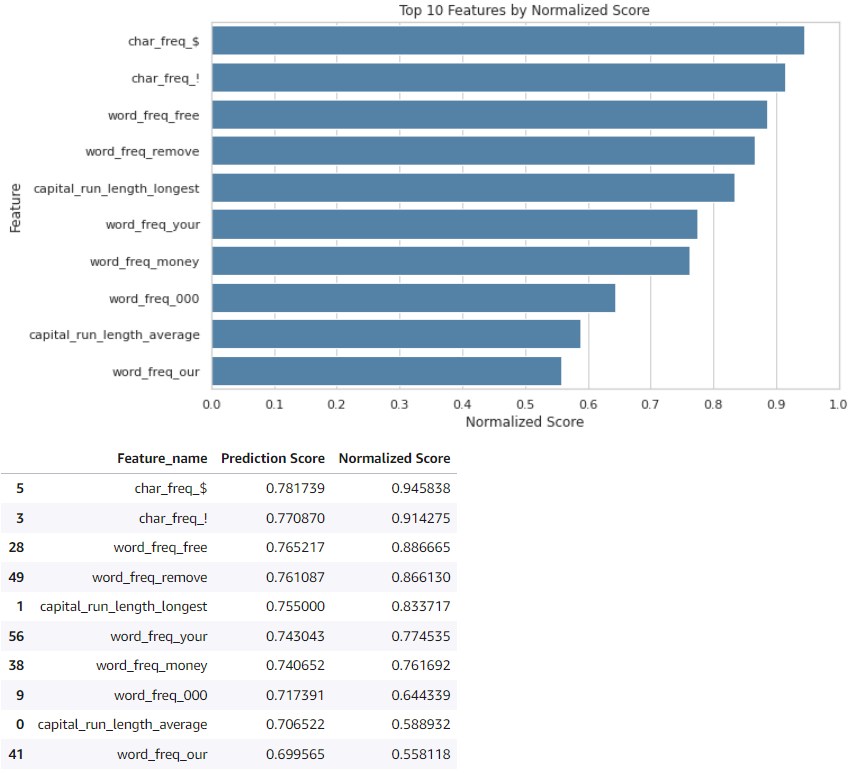 Top 10 Features by Normalized Score
Feature
char_freq_$
char_freq_!
word_freq_free
word_freq_remove
capital_run_length_longest
word_freq_your
word_freq_money
word_freq_000
capital_run_length_average
word_freq_our
0.0 0.1 0.2 0.3 0.4 0.5 0.6 0.7 0.8 0.9 1.0
Normalized Score
Feature_name Prediction Score Normalized Score
5 char_freq_$ 0.781739 0.945838
3 char_freq_! 0.770870 0.914275
28 word_freq_free 0.765217 0.886665
49 word_freq_remove 0.761087 0.866130
1 capital_run_length_longest 0.755000 0.833717
56 word_freq_your 0.743043 0.774535
38 word_freq_money 0.740652 0.761692
9 word_freq_000 0.717391 0.644339
0 capital_run_length_average 0.706522 0.588932
41 word_freq_our 0.699565 0.558118